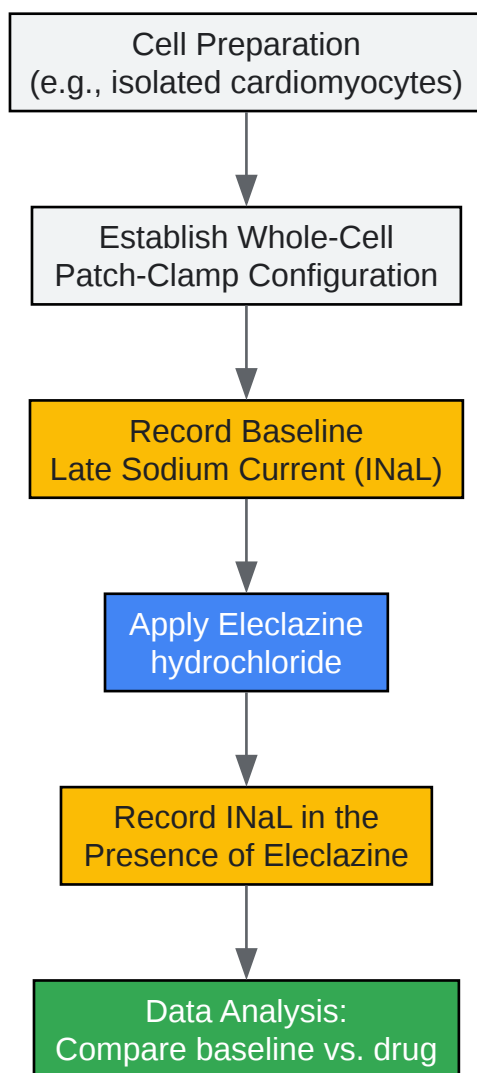 Cell Preparation
(e.g., isolated cardiomyocytes)
Establish Whole-Cell
Patch-Clamp Configuration
Record Baseline
Late Sodium Current (INaL)
Apply Eleclazine
hydrochloride
Record INaL in the
Presence of Eleclazine
Data Analysis:
Compare baseline vs. drug